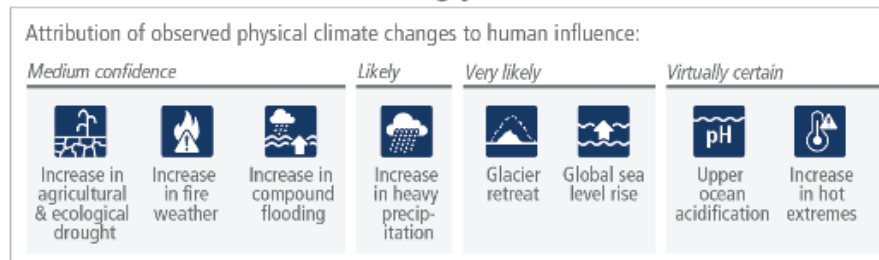 Attribution of observed physical climate changes to human influence:
Medium confidence
Likely
Very likely
Virtually certain
Increase in
agricultural
& ecological
drought
Increase
in fire
weather
Increase in
compound
flooding
Increase
in heavy
precip-
itation
Glacier
retreat
Global sea
level rise
pH
Upper
ocean
acidification
Increase
in hot
extremes